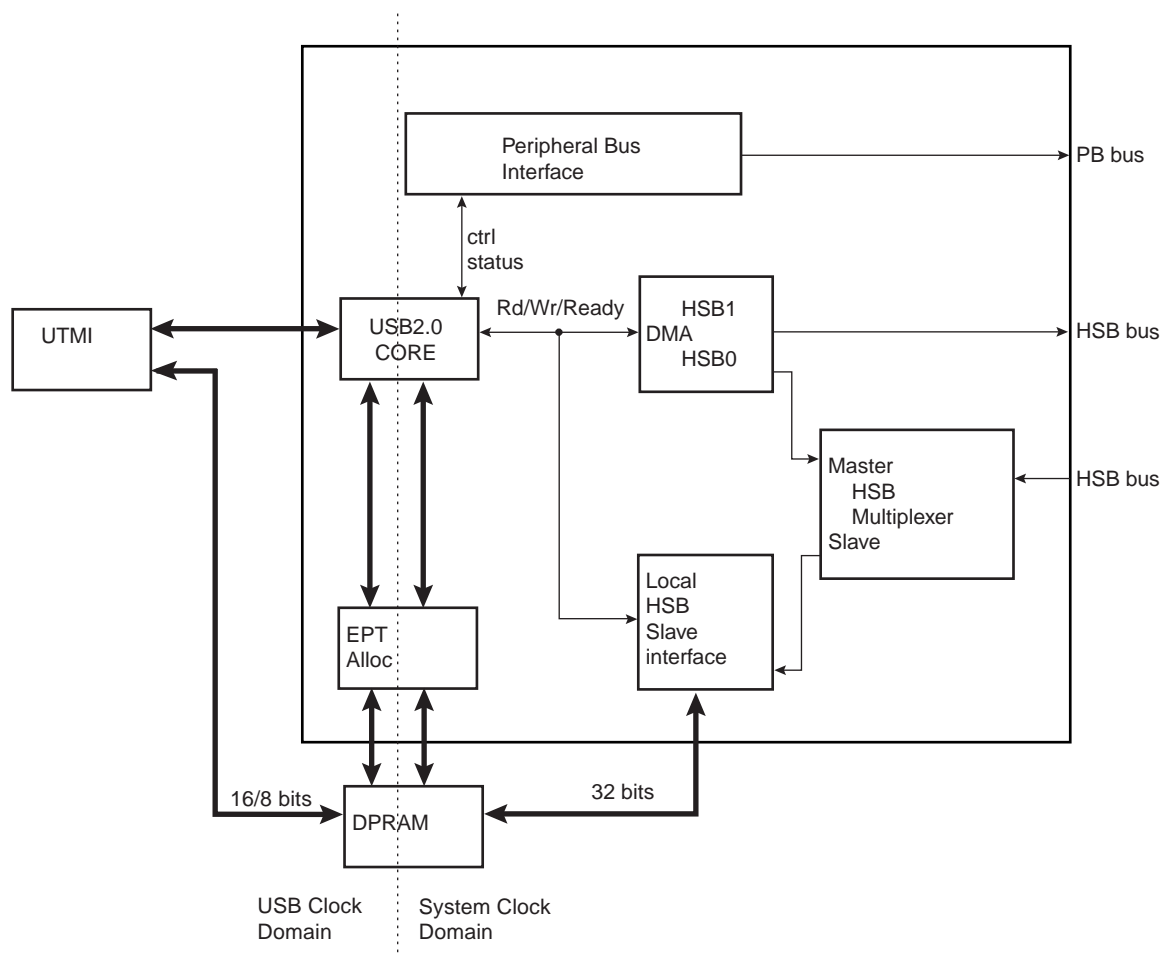 Peripheral Bus
Interface
PB bus
ctrl
status
UTMI
USB2.0
CORE
Rd/Wr/Ready
HSB1
DMA
HSB0
HSB bus
Master
HSB
Multiplexer
Slave
HSB bus
Local
HSB
Slave
interface
EPT
Alloc
16/8 bits
32 bits
DPRAM
USB Clock
Domain
System Clock
Domain